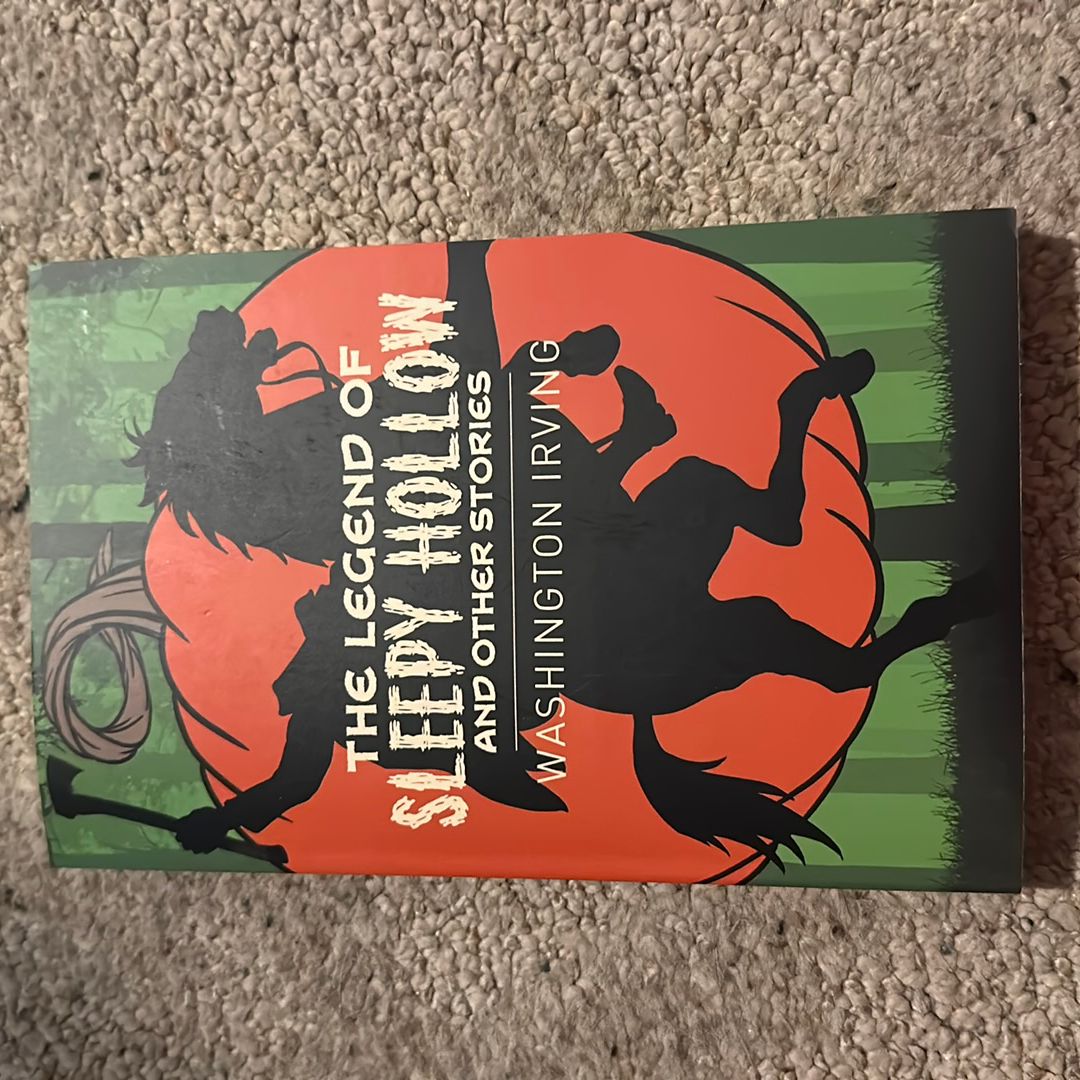 THE LEGEND OF
SLEEPY HOLLOW
AND OTHER STORIES
WASHINGTON IRVING